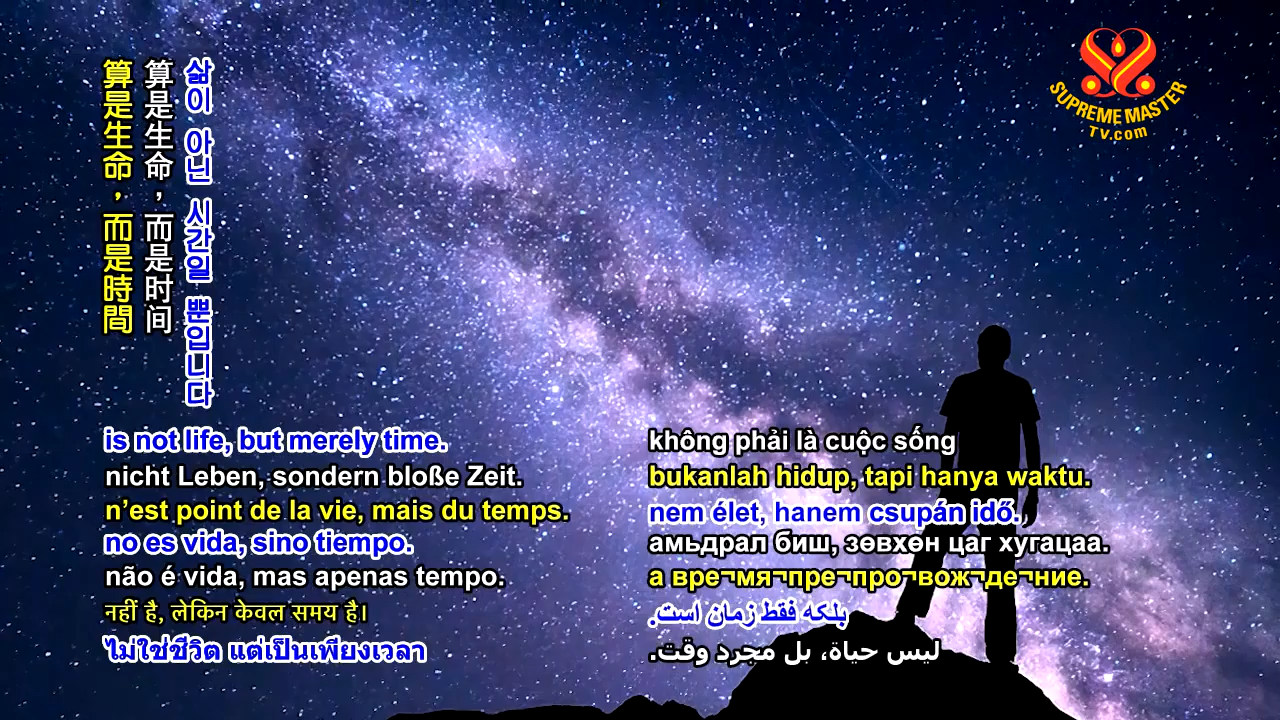 算是生命，而是時間
算是生命，而是时间
삶이 아닌 시간일 뿐입니다
SUPREME MASTER
TV.com
is not life, but merely time.
nicht Leben, sondern bloße Zeit.
n’est point de la vie, mais du temps.
no es vida, sino tiempo.
não é vida, mas apenas tempo.
नहीं है, लेकिन केवल समय है।
ไม่ใช่ชีวิต แต่เป็นเพียงเวลา
không phải là cuộc sống
bukanlah hidup, tapi hanya waktu.
nem élet, hanem csupán idő.
амьдрал биш, зөвхөн цаг хугацаа.
а вре¬мя¬пре¬про¬вож¬де¬ние.
بلکه فقط زمان است.
ليس حياة، بل مجرد وقت.